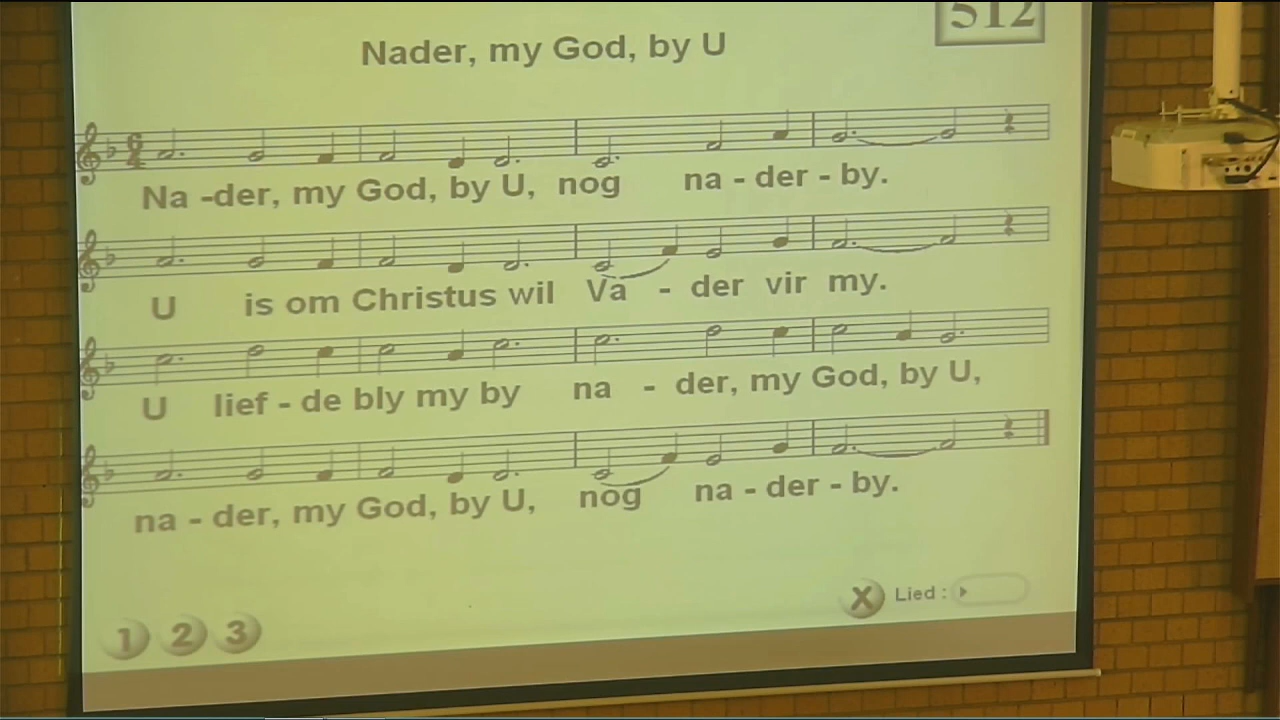 512
Nader, my God, by U
6
4
Na -der, my God, by U, nog na - der - by.
U is om Christus wil Va - der vir my.
U lief - de bly my by na - der, my God, by U,
na - der, my God, by U, nog na - der - by.
X Lied :
1 2 3